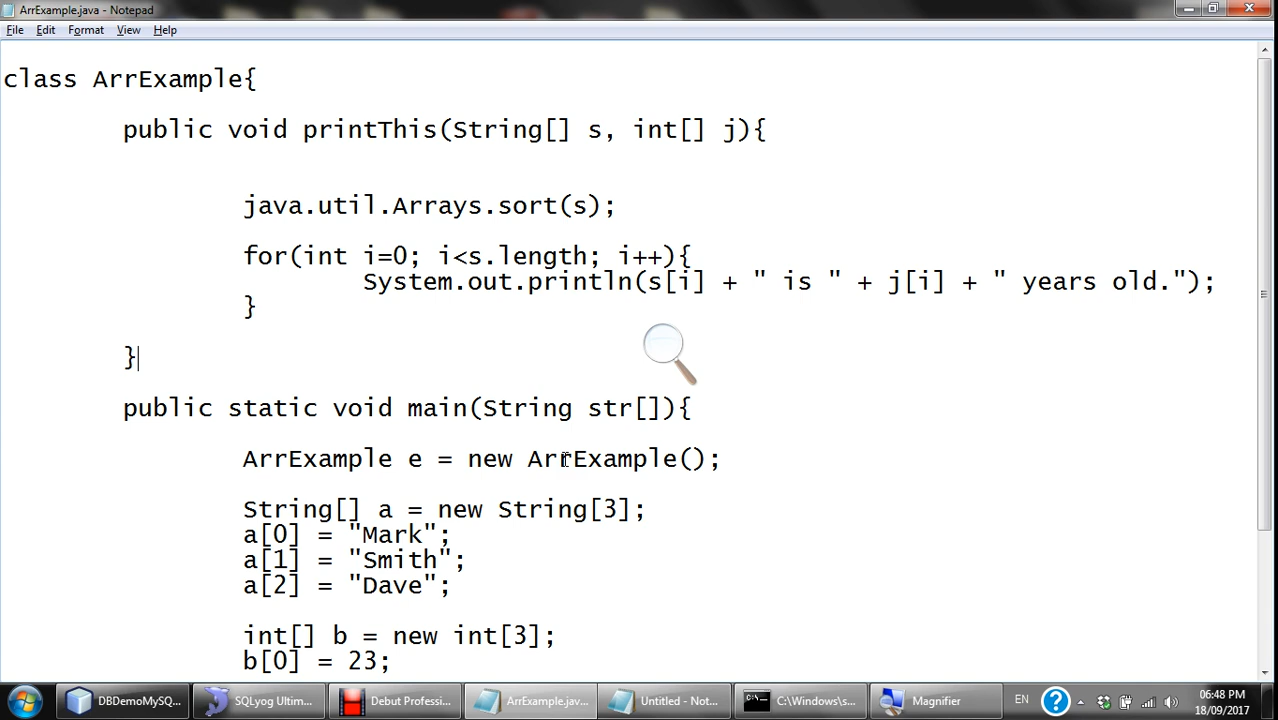 ArrExample.java - Notepad
File Edit Format View Help
class ArrExample{
public void printThis(String[] s, int[] j){
java.util.Arrays.sort(s);
for(int i=0; i<s.length; i++){
System.out.println(s[i] + " is " + j[i] + " years old.");
}
}
public static void main(String str[]){
ArrExample e = new ArrExample();
String[] a = new String[3];
a[0] = "Mark";
a[1] = "Smith";
a[2] = "Dave";
int[] b = new int[3];
b[0] = 23;
DBDemoMySQ... SQLyog Ultim... Debut Professi... ArrExample.jav... Untitled - Not... C:\Windows\s... Magnifier EN 06:48 PM
18/09/2017